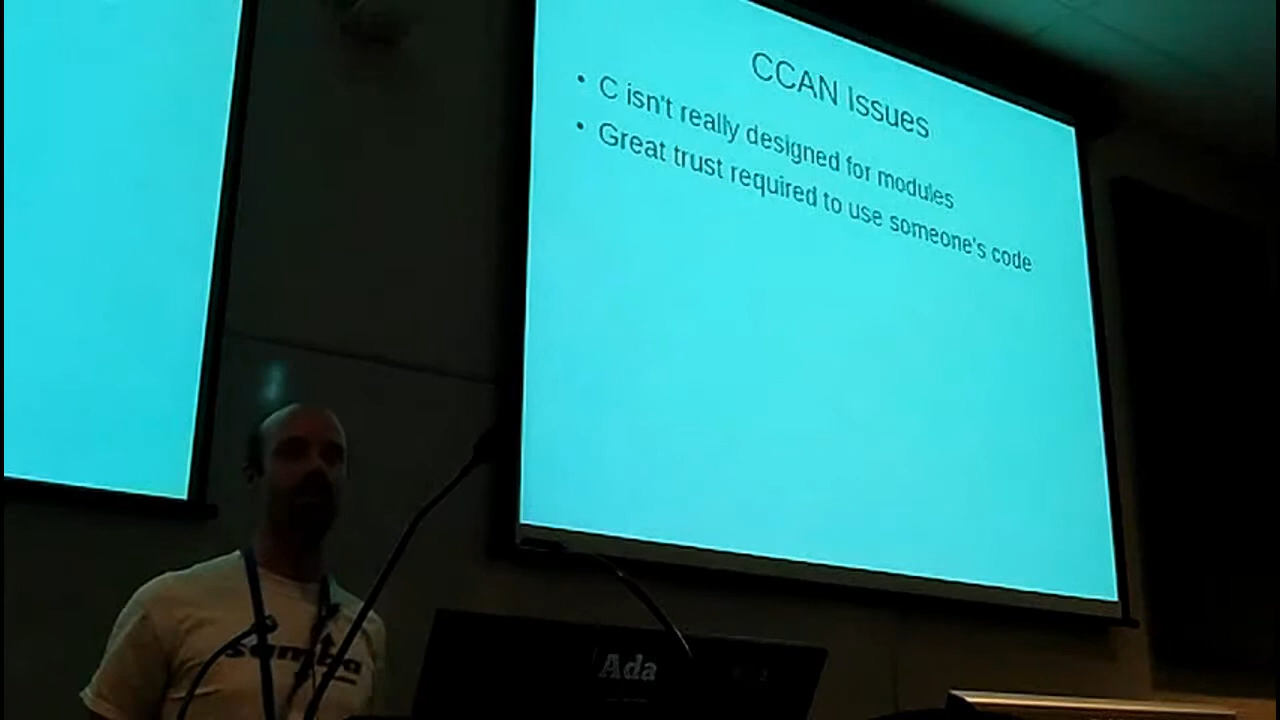 CCAN Issues
• C isn't really designed for modules
• Great trust required to use someone's code
samba
Ada